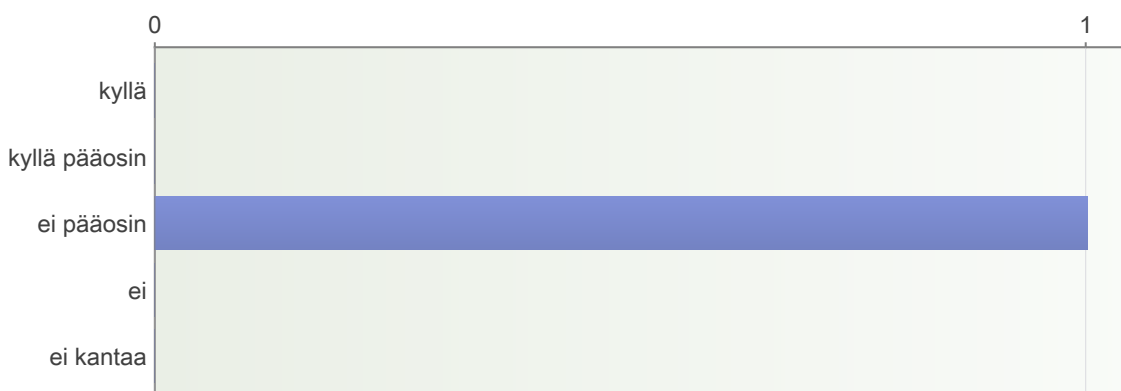 0 1
kyllä
kyllä pääosin
ei pääosin
ei
ei kantaa